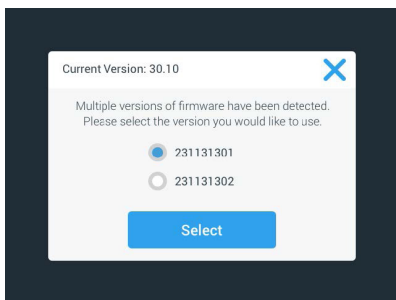 Current Version: 30.10
Multiple versions of firmware have been detected.
Please select the version you would like to use.
231131301
231131302
Select